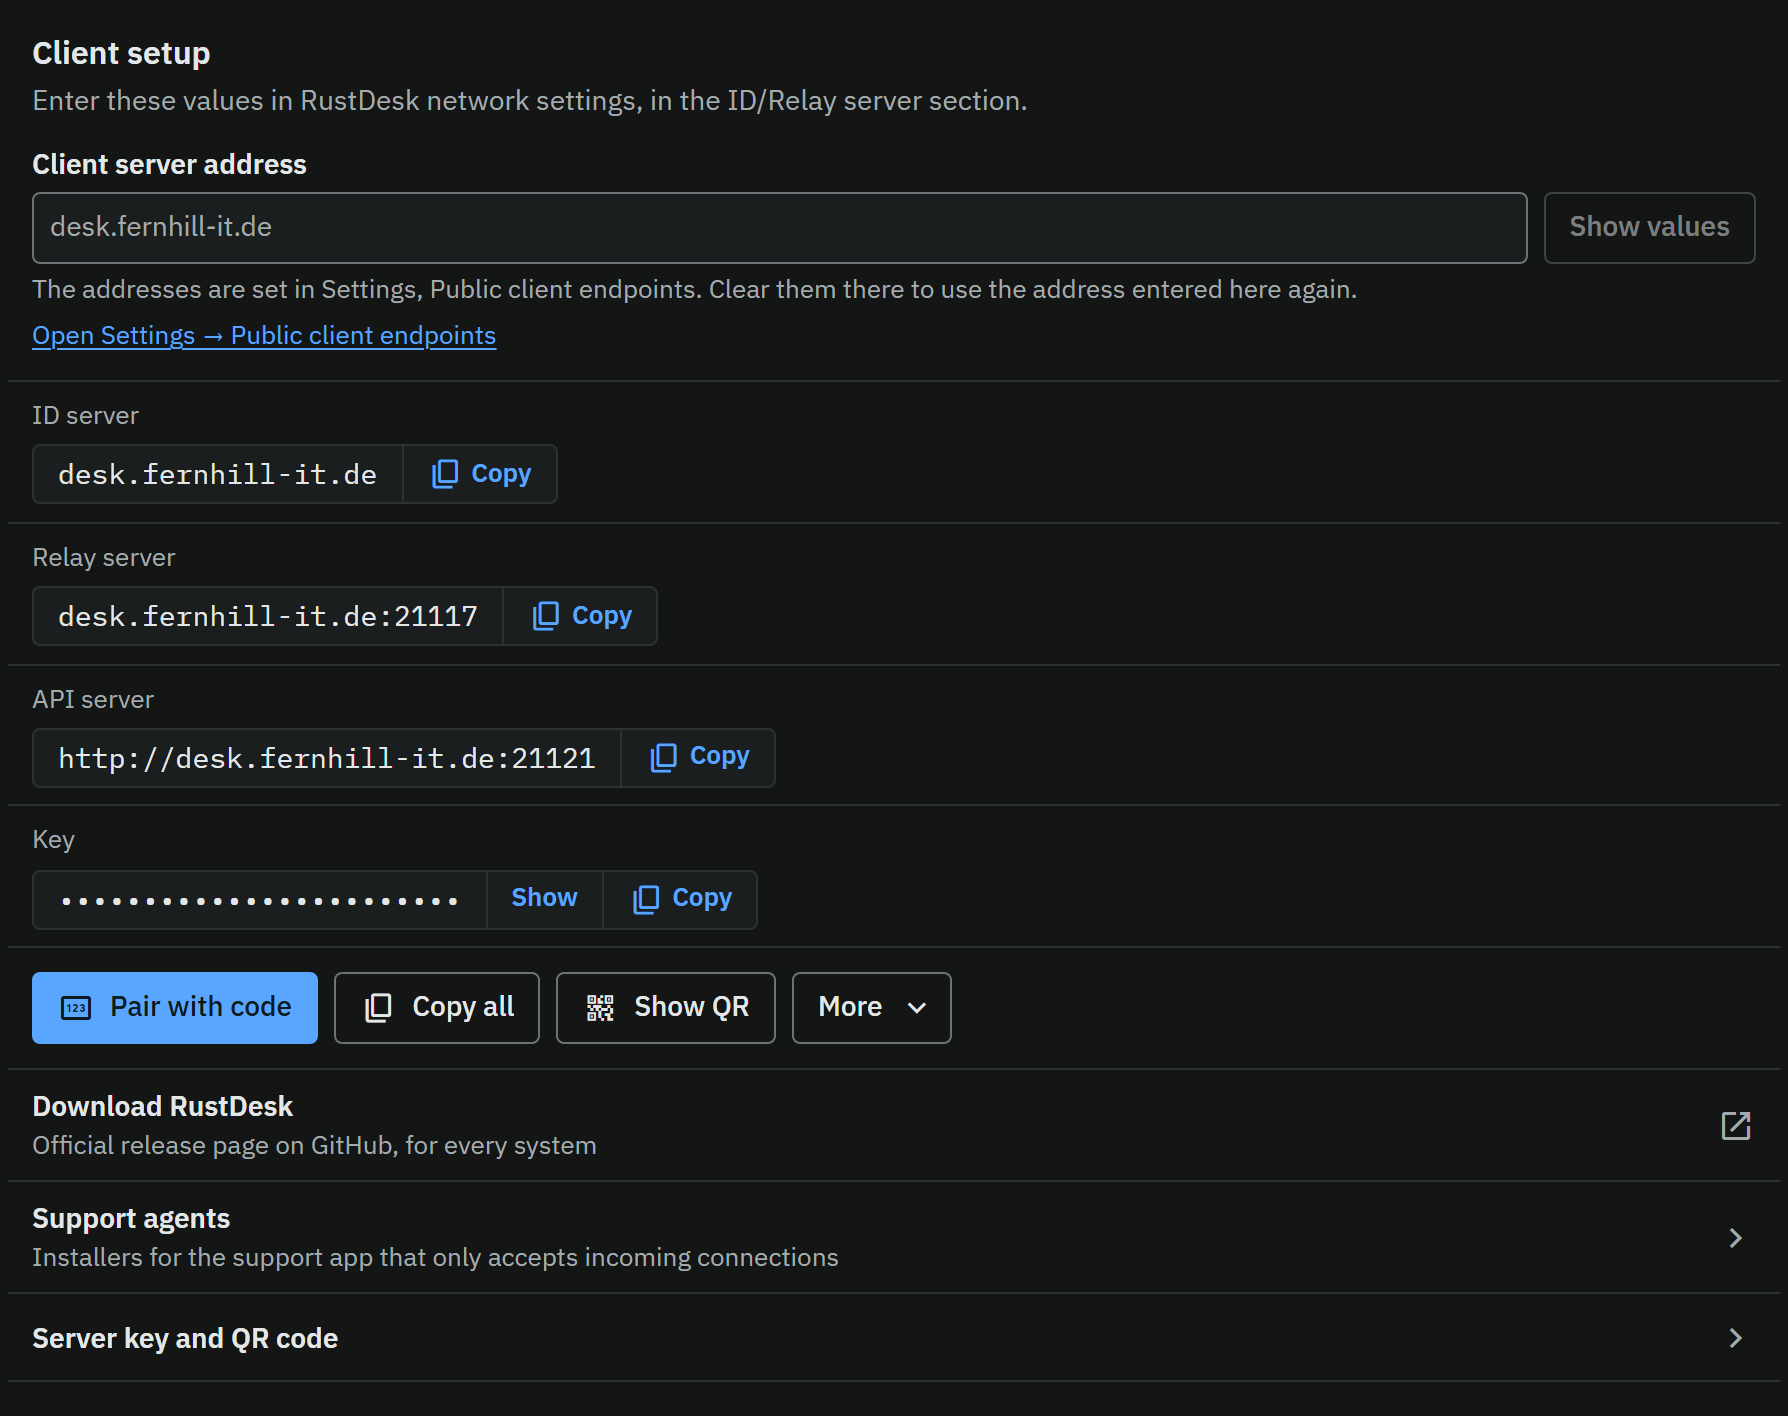 Client setup
Enter these values in RustDesk network settings, in the ID/Relay server section.
Client server address
desk.fernhill-it.de
Show values
The addresses are set in Settings, Public client endpoints. Clear them there to use the address entered here again.
Open Settings → Public client endpoints
ID server
desk.fernhill-it.de Copy
Relay server
desk.fernhill-it.de:21117 Copy
API server
http://desk.fernhill-it.de:21121 Copy
Key
•••••••••••••••••••••••• Show Copy
123 Pair with code Copy all Show QR More
Download RustDesk
Official release page on GitHub, for every system
Support agents
Installers for the support app that only accepts incoming connections
Server key and QR code